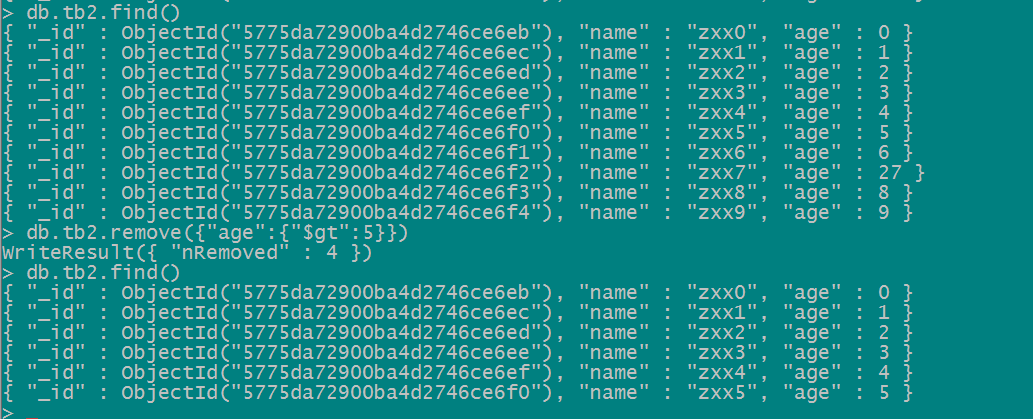 > db.tb2.find()
{ "_id" : ObjectId("5775da72900ba4d2746ce6eb"), "name" : "zxx0", "age" : 0 }
{ "_id" : ObjectId("5775da72900ba4d2746ce6ec"), "name" : "zxx1", "age" : 1 }
{ "_id" : ObjectId("5775da72900ba4d2746ce6ed"), "name" : "zxx2", "age" : 2 }
{ "_id" : ObjectId("5775da72900ba4d2746ce6ee"), "name" : "zxx3", "age" : 3 }
{ "_id" : ObjectId("5775da72900ba4d2746ce6ef"), "name" : "zxx4", "age" : 4 }
{ "_id" : ObjectId("5775da72900ba4d2746ce6f0"), "name" : "zxx5", "age" : 5 }
{ "_id" : ObjectId("5775da72900ba4d2746ce6f1"), "name" : "zxx6", "age" : 6 }
{ "_id" : ObjectId("5775da72900ba4d2746ce6f2"), "name" : "zxx7", "age" : 27 }
{ "_id" : ObjectId("5775da72900ba4d2746ce6f3"), "name" : "zxx8", "age" : 8 }
{ "_id" : ObjectId("5775da72900ba4d2746ce6f4"), "name" : "zxx9", "age" : 9 }
> db.tb2.remove({"age":{"$gt":5}})
WriteResult({ "nRemoved" : 4 })
> db.tb2.find()
{ "_id" : ObjectId("5775da72900ba4d2746ce6eb"), "name" : "zxx0", "age" : 0 }
{ "_id" : ObjectId("5775da72900ba4d2746ce6ec"), "name" : "zxx1", "age" : 1 }
{ "_id" : ObjectId("5775da72900ba4d2746ce6ed"), "name" : "zxx2", "age" : 2 }
{ "_id" : ObjectId("5775da72900ba4d2746ce6ee"), "name" : "zxx3", "age" : 3 }
{ "_id" : ObjectId("5775da72900ba4d2746ce6ef"), "name" : "zxx4", "age" : 4 }
{ "_id" : ObjectId("5775da72900ba4d2746ce6f0"), "name" : "zxx5", "age" : 5 }
>